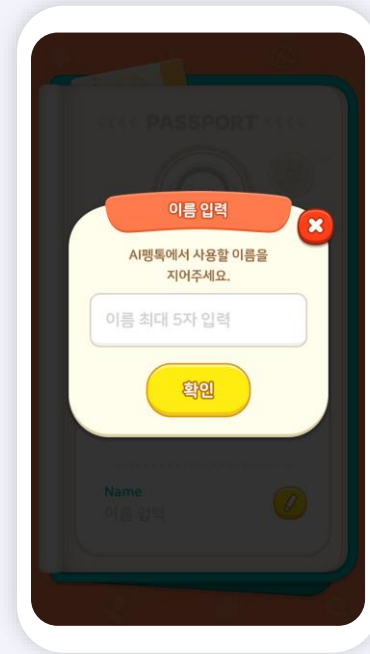 <<<< PASSPORT <<<<
이름 입력
AI펭톡에서 사용할 이름을
지어주세요.
이름 최대 5자 입력
확인
Name
이름 입력